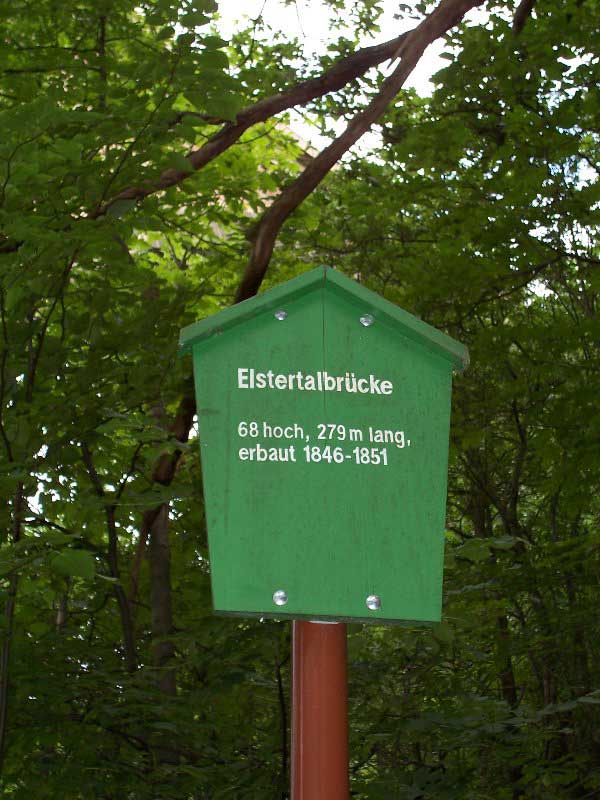 Elstertalbrücke
68 hoch, 279 m lang,
erbaut 1846-1851